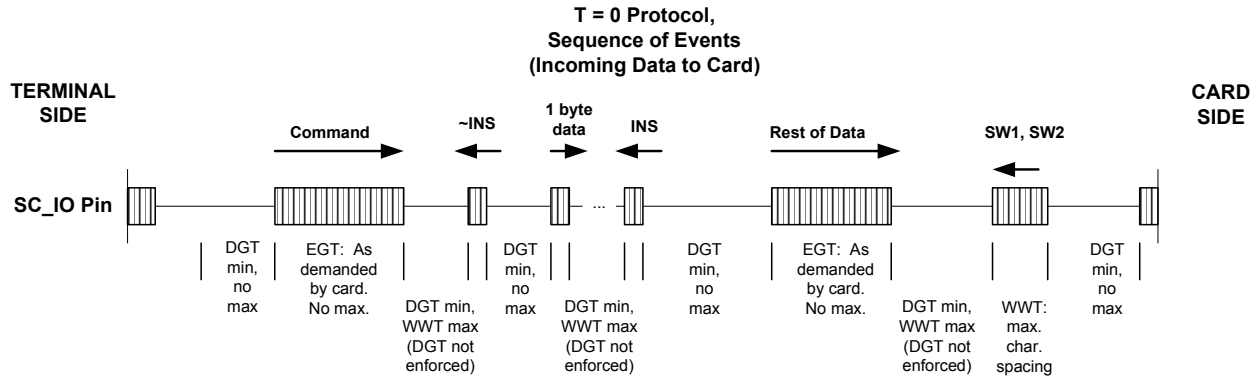 T = 0 Protocol,
Sequence of Events
(Incoming Data to Card)
TERMINAL
SIDE
CARD
SIDE
Command
~INS
1 byte
data
INS
Rest of Data
SW1, SW2
SC_IO Pin
...
DGT
min,
no
max
EGT: As
demanded
by card.
No max.
DGT min,
WWT max
(DGT not
enforced)
DGT
min,
no
max
DGT min,
WWT max
(DGT not
enforced)
DGT
min,
no
max
EGT: As
demanded
by card.
No max.
DGT min,
WWT max
(DGT not
enforced)
WWT:
max.
char.
spacing
DGT
min,
no
max